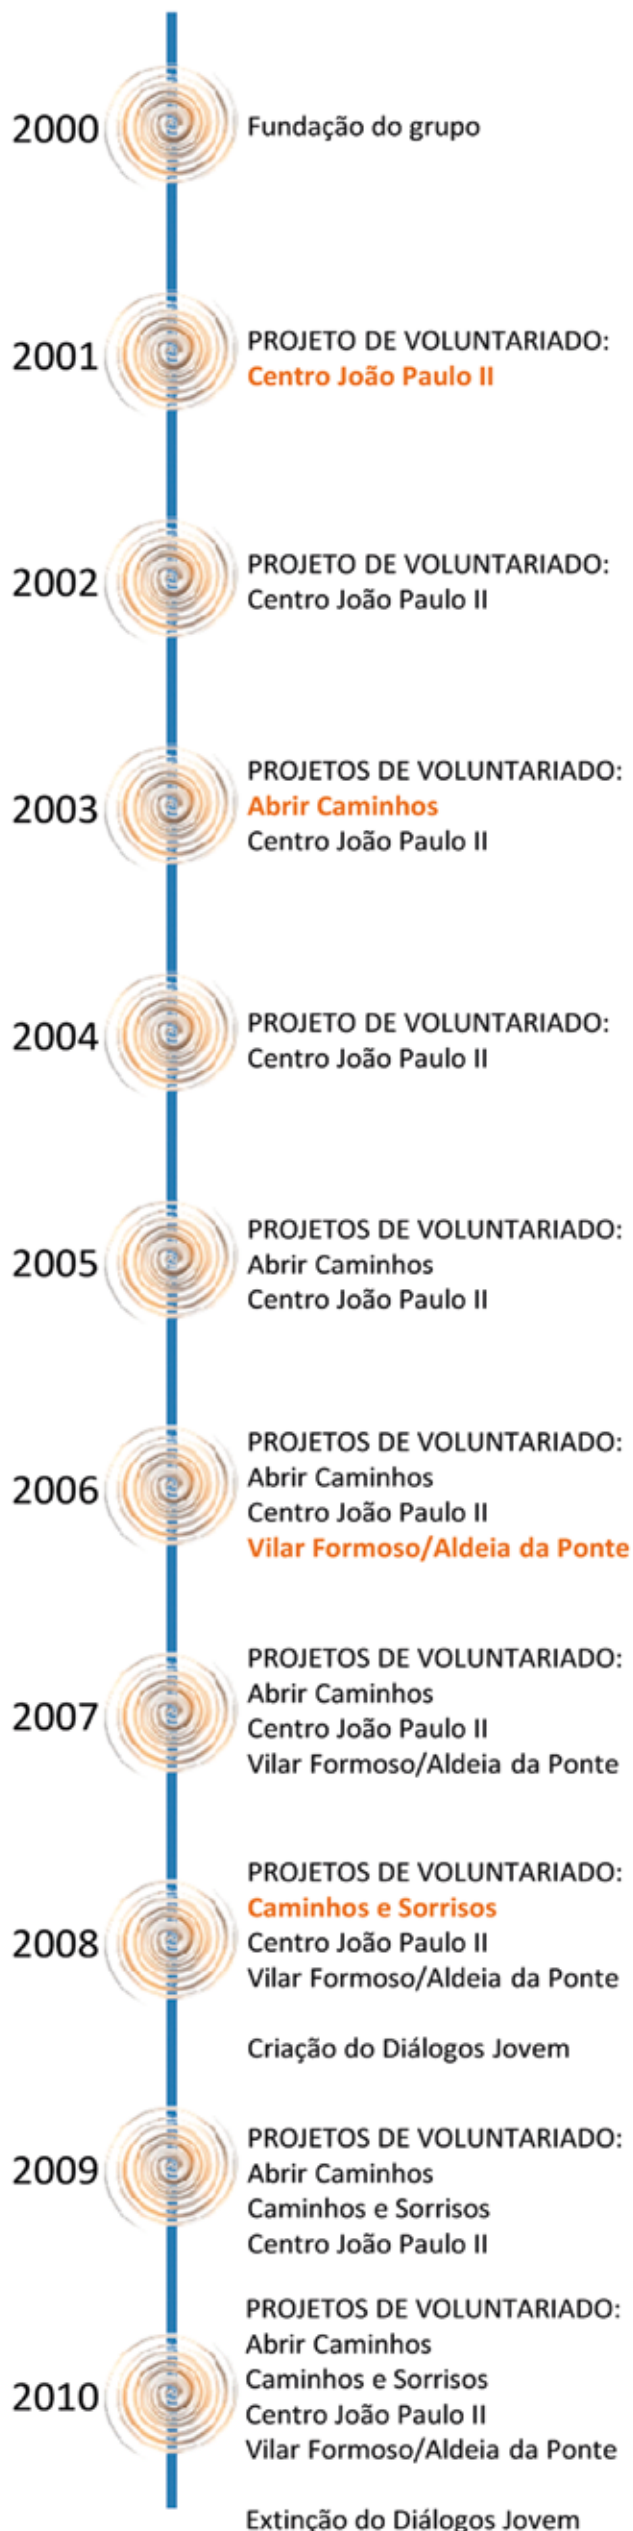 2000
Fundação do grupo
2001
PROJETO DE VOLUNTARIADO:
Centro João Paulo II
2002
PROJETO DE VOLUNTARIADO:
Centro João Paulo II
2003
PROJETOS DE VOLUNTARIADO:
Abrir Caminhos
Centro João Paulo II
2004
PROJETO DE VOLUNTARIADO:
Centro João Paulo II
2005
PROJETOS DE VOLUNTARIADO:
Abrir Caminhos
Centro João Paulo II
2006
PROJETOS DE VOLUNTARIADO:
Abrir Caminhos
Centro João Paulo II
Vilar Formoso/Aldeia da Ponte
2007
PROJETOS DE VOLUNTARIADO:
Abrir Caminhos
Centro João Paulo II
Vilar Formoso/Aldeia da Ponte
2008
PROJETOS DE VOLUNTARIADO:
Caminhos e Sorrisos
Centro João Paulo II
Vilar Formoso/Aldeia da Ponte
Criação do Diálogos Jovem
2009
PROJETOS DE VOLUNTARIADO:
Abrir Caminhos
Caminhos e Sorrisos
Centro João Paulo II
2010
PROJETOS DE VOLUNTARIADO:
Abrir Caminhos
Caminhos e Sorrisos
Centro João Paulo II
Vilar Formoso/Aldeia da Ponte
Extinção do Diálogos Jovem